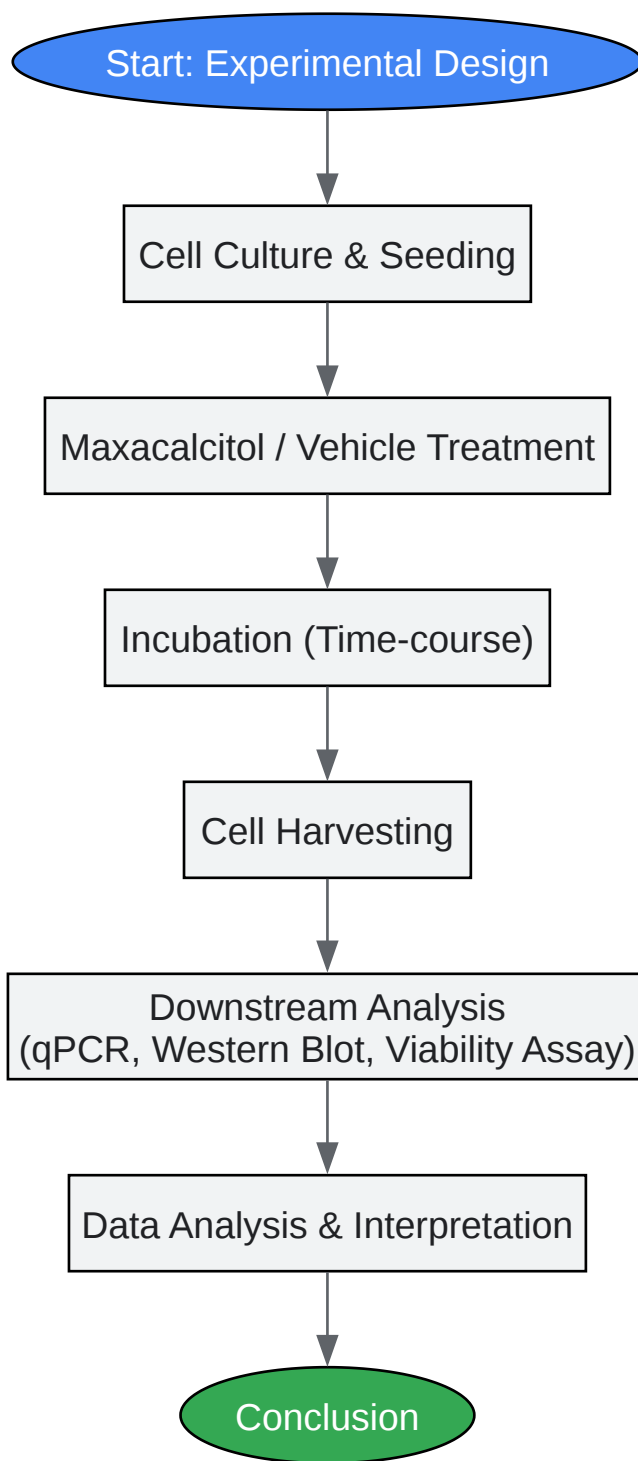 Start: Experimental Design
Cell Culture & Seeding
Maxacalcitol / Vehicle Treatment
Incubation (Time-course)
Cell Harvesting
Downstream Analysis
(qPCR, Western Blot, Viability Assay)
Data Analysis & Interpretation
Conclusion